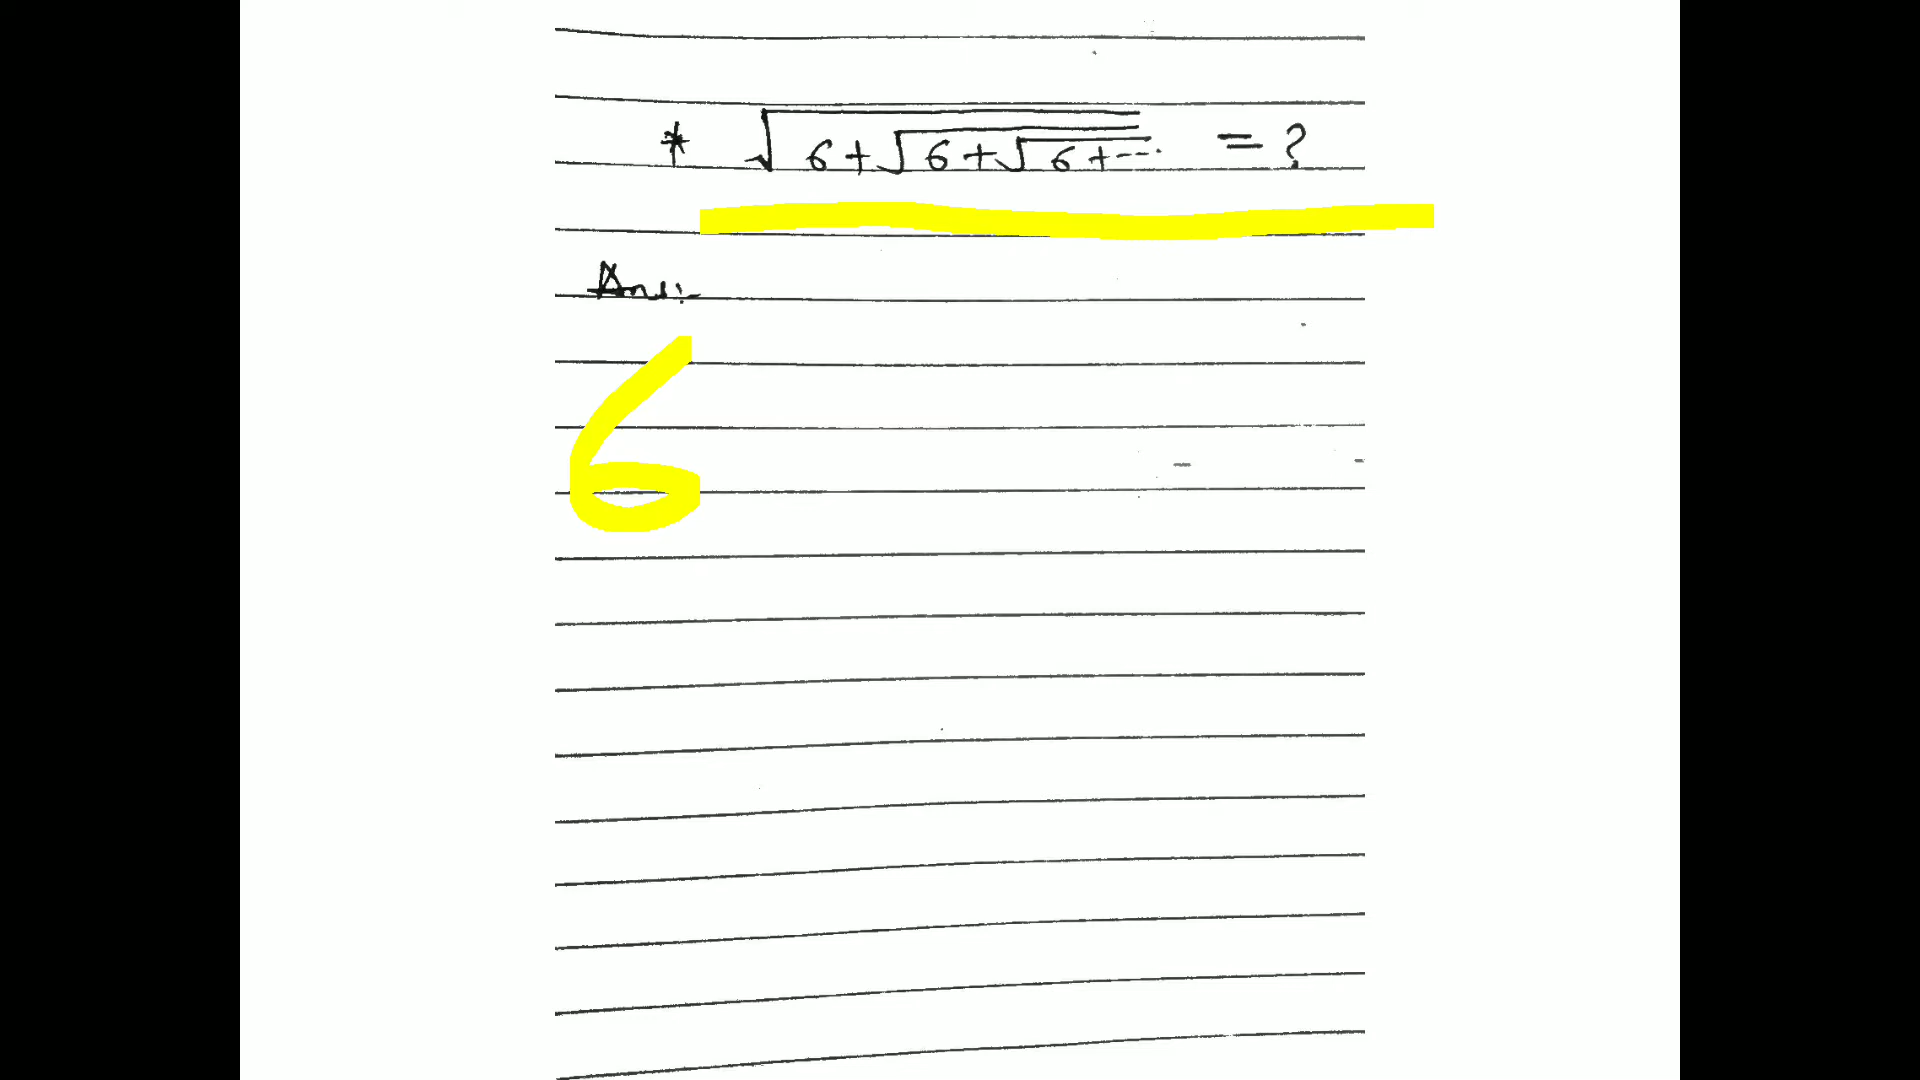 * √6+√6+√6+--- = ?
Ans:-
6